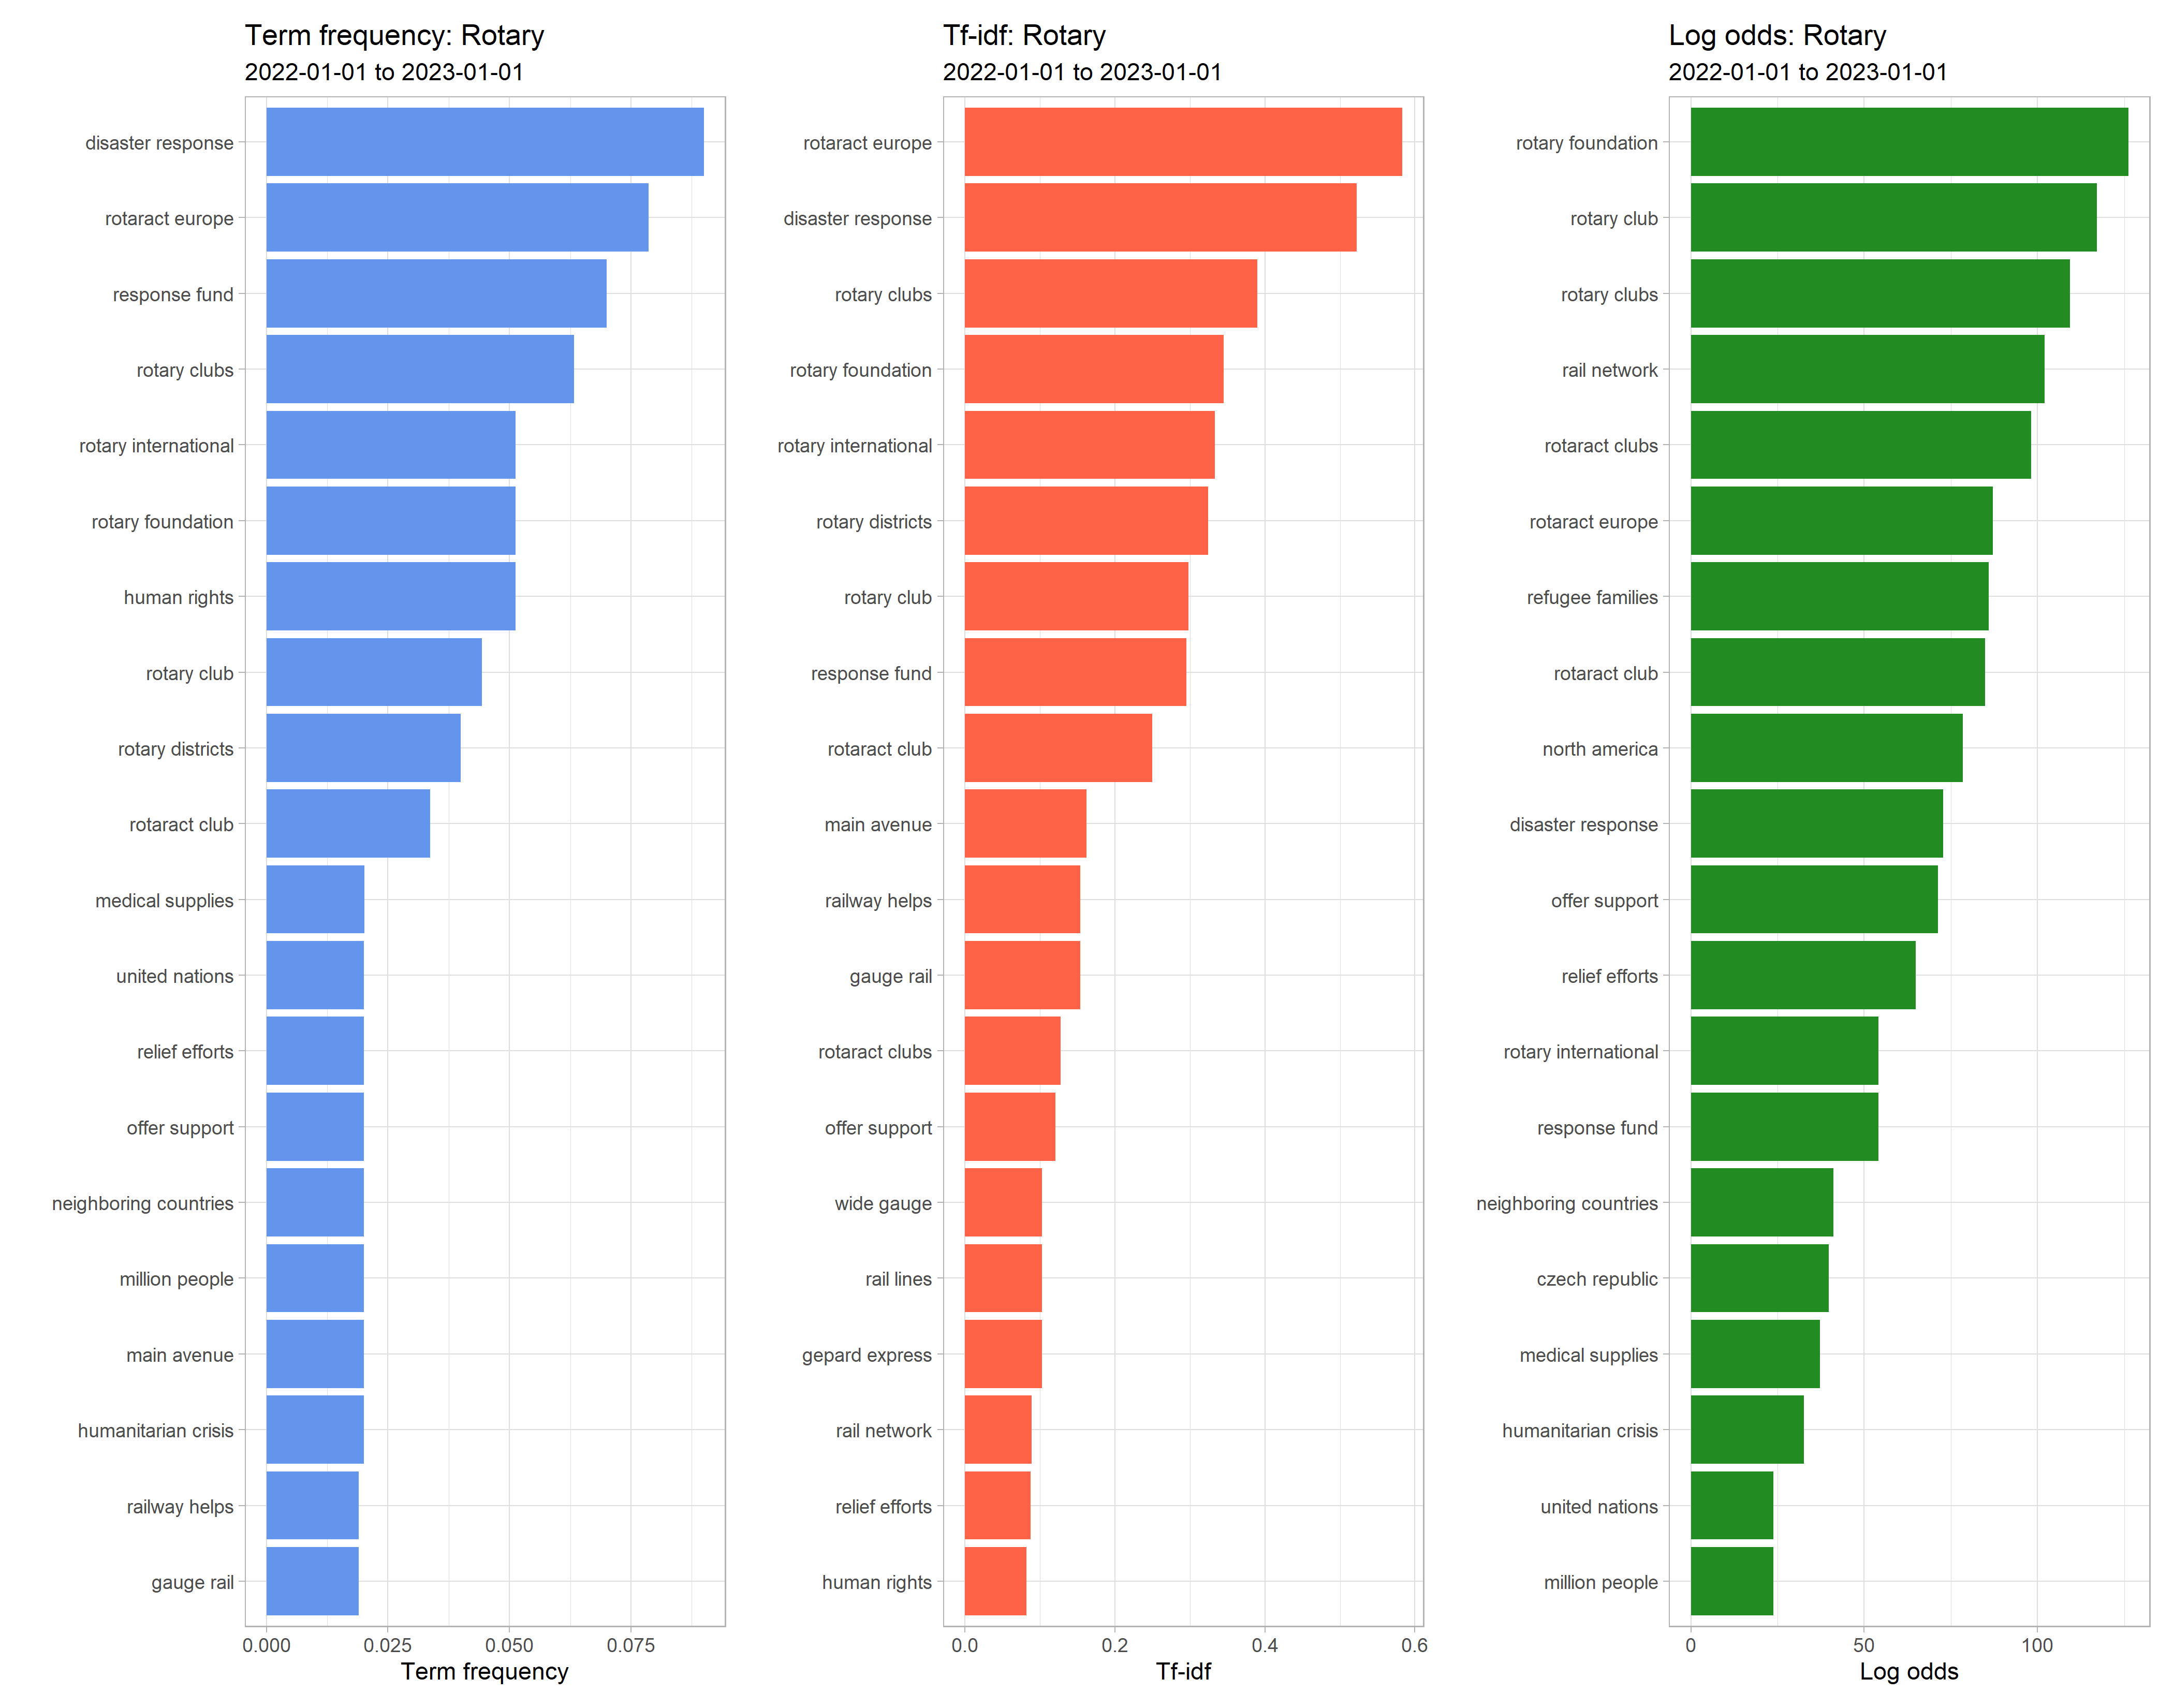 Term frequency: Rotary
2022-01-01 to 2023-01-01
disaster response
rotaract europe
response fund
rotary clubs
rotary international
rotary foundation
human rights
rotary club
rotary districts
rotaract club
medical supplies
united nations
relief efforts
offer support
neighboring countries
million people
main avenue
humanitarian crisis
railway helps
gauge rail
0.000 0.025 0.050 0.075
Term frequency
Tf-idf: Rotary
2022-01-01 to 2023-01-01
rotaract europe
disaster response
rotary clubs
rotary foundation
rotary international
rotary districts
rotary club
response fund
rotaract club
main avenue
railway helps
gauge rail
rotaract clubs
offer support
wide gauge
rail lines
gepard express
rail network
relief efforts
human rights
0.0 0.2 0.4 0.6
Tf-idf
Log odds: Rotary
2022-01-01 to 2023-01-01
rotary foundation
rotary club
rotary clubs
rail network
rotaract clubs
rotaract europe
refugee families
rotaract club
north america
disaster response
offer support
relief efforts
rotary international
response fund
neighboring countries
czech republic
medical supplies
humanitarian crisis
united nations
million people
0 50 100
Log odds